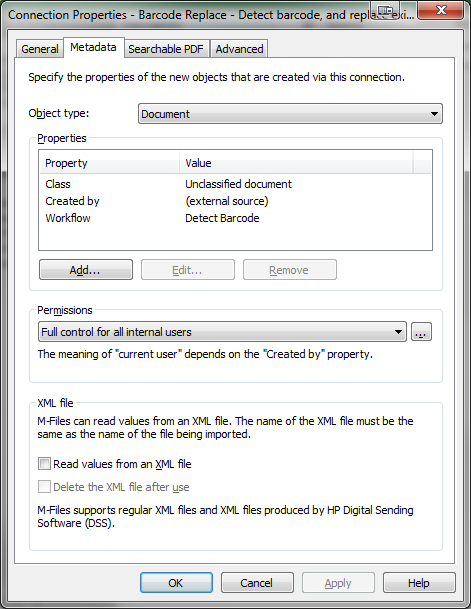 Connection Properties - Barcode Replace - Detect barcode, and replace exi...
General Metadata Searchable PDF Advanced
Specify the properties of the new objects that are created via this connection.
Object type: Document
Properties
Property Value
Class Unclassified document
Created by (external source)
Workflow Detect Barcode
Add... Edit... Remove
Permissions
Full control for all internal users ...
The meaning of "current user" depends on the "Created by" property.
XML file
M-Files can read values from an XML file. The name of the XML file must be the
same as the name of the file being imported.
Read values from an XML file
Delete the XML file after use
M-Files supports regular XML files and XML files produced by HP Digital Sending
Software (DSS).
OK Cancel Apply Help